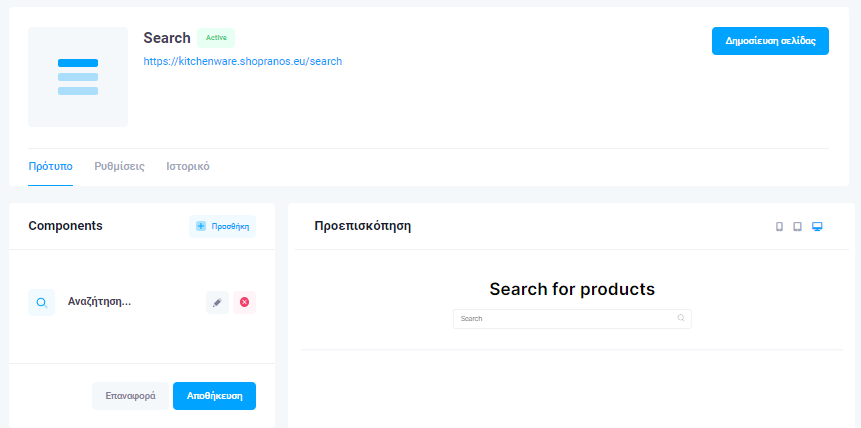 Search Active
https://kitchenware.shopranos.eu/search
Δημοσίευση σελίδας
Πρότυπο Ρυθμίσεις Ιστορικό
Components Προσθήκη
Αναζήτηση...
Επαναφορά Αποθήκευση
Προεπισκόπηση
Search for products
Search